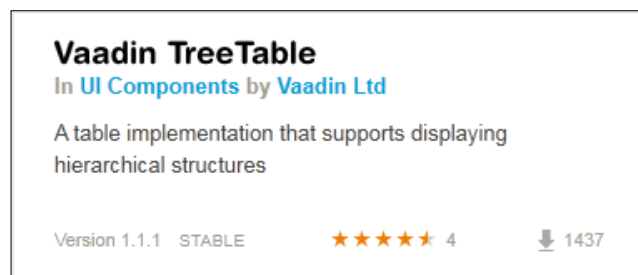 Vaadin TreeTable
In UI Components by Vaadin Ltd
A table implementation that supports displaying
hierarchical structures
Version 1.1.1 STABLE 4 1437